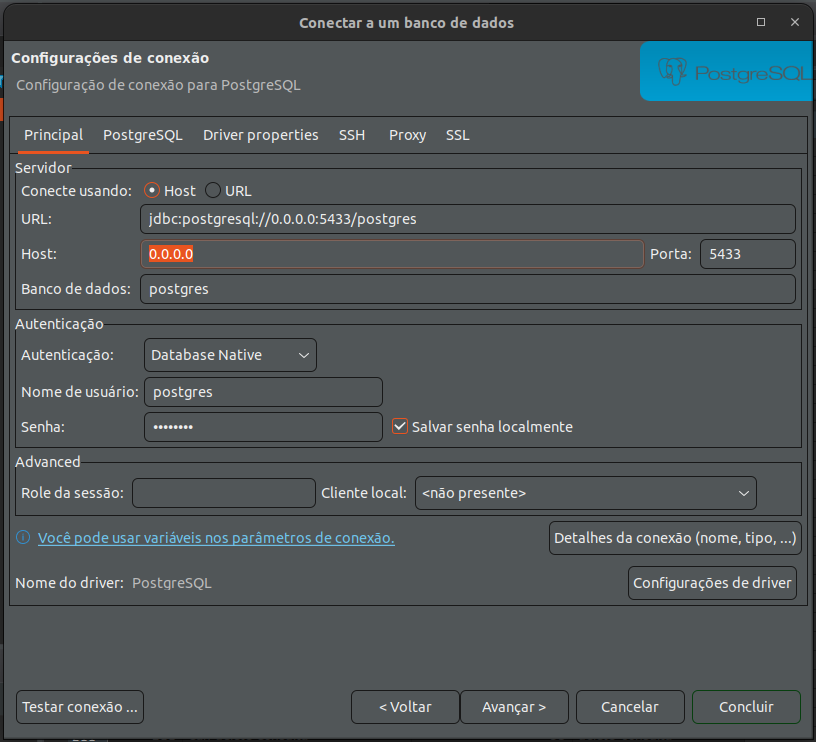 Conectar a um banco de dados
Configurações de conexão
Configuração de conexão para PostgreSQL
PostgreSQL
Principal PostgreSQL Driver properties SSH Proxy SSL
Servidor
Conecte usando: Host URL
URL: jdbc:postgresql://0.0.0.0:5433/postgres
Host: 0.0.0.0 Porta: 5433
Banco de dados: postgres
Autenticação
Autenticação: Database Native
Nome de usuário: postgres
Senha: •••••••• Salvar senha localmente
Advanced
Role da sessão: Cliente local: <não presente>
Você pode usar variáveis nos parâmetros de conexão. Detalhes da conexão (nome, tipo, ...)
Nome do driver: PostgreSQL Configurações de driver
Testar conexão ... < Voltar Avançar > Cancelar Concluir